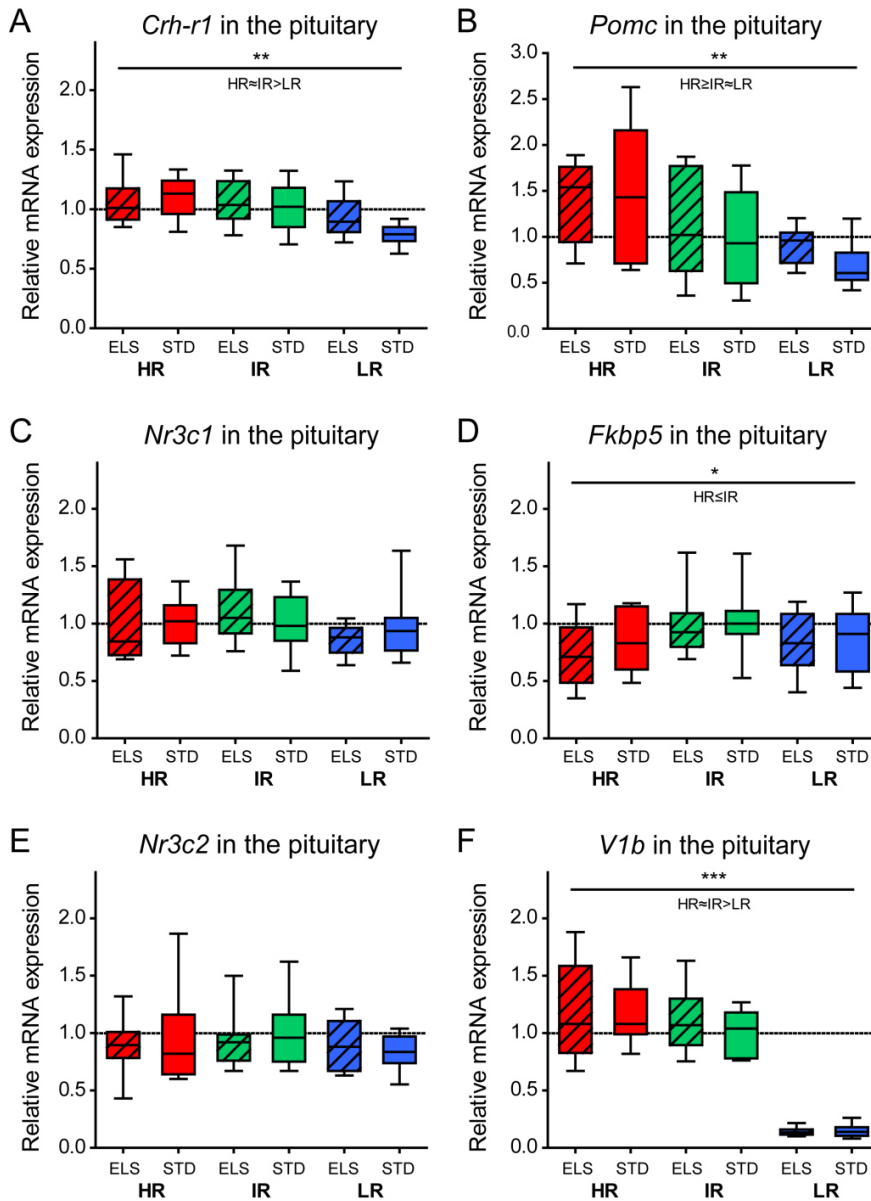 A
Crh-r1 in the pituitary
Relative mRNA expression
2.0
1.5
1.0
0.5
0.0
**
HR≈IR>LR
ELS STD ELS STD ELS STD
HR IR LR
B
Pomc in the pituitary
Relative mRNA expression
3.0
2.5
2.0
1.5
1.0
0.5
0.0
**
HR≥IR≈LR
ELS STD ELS STD ELS STD
HR IR LR
C
Nr3c1 in the pituitary
Relative mRNA expression
2.0
1.5
1.0
0.5
0.0
ELS STD ELS STD ELS STD
HR IR LR
D
Fkbp5 in the pituitary
Relative mRNA expression
2.0
1.5
1.0
0.5
0.0
*
HR≤IR
ELS STD ELS STD ELS STD
HR IR LR
E
Nr3c2 in the pituitary
Relative mRNA expression
2.0
1.5
1.0
0.5
0.0
ELS STD ELS STD ELS STD
HR IR LR
F
V1b in the pituitary
Relative mRNA expression
2.0
1.5
1.0
0.5
0.0
***
HR≈IR>LR
ELS STD ELS STD ELS STD
HR IR LR